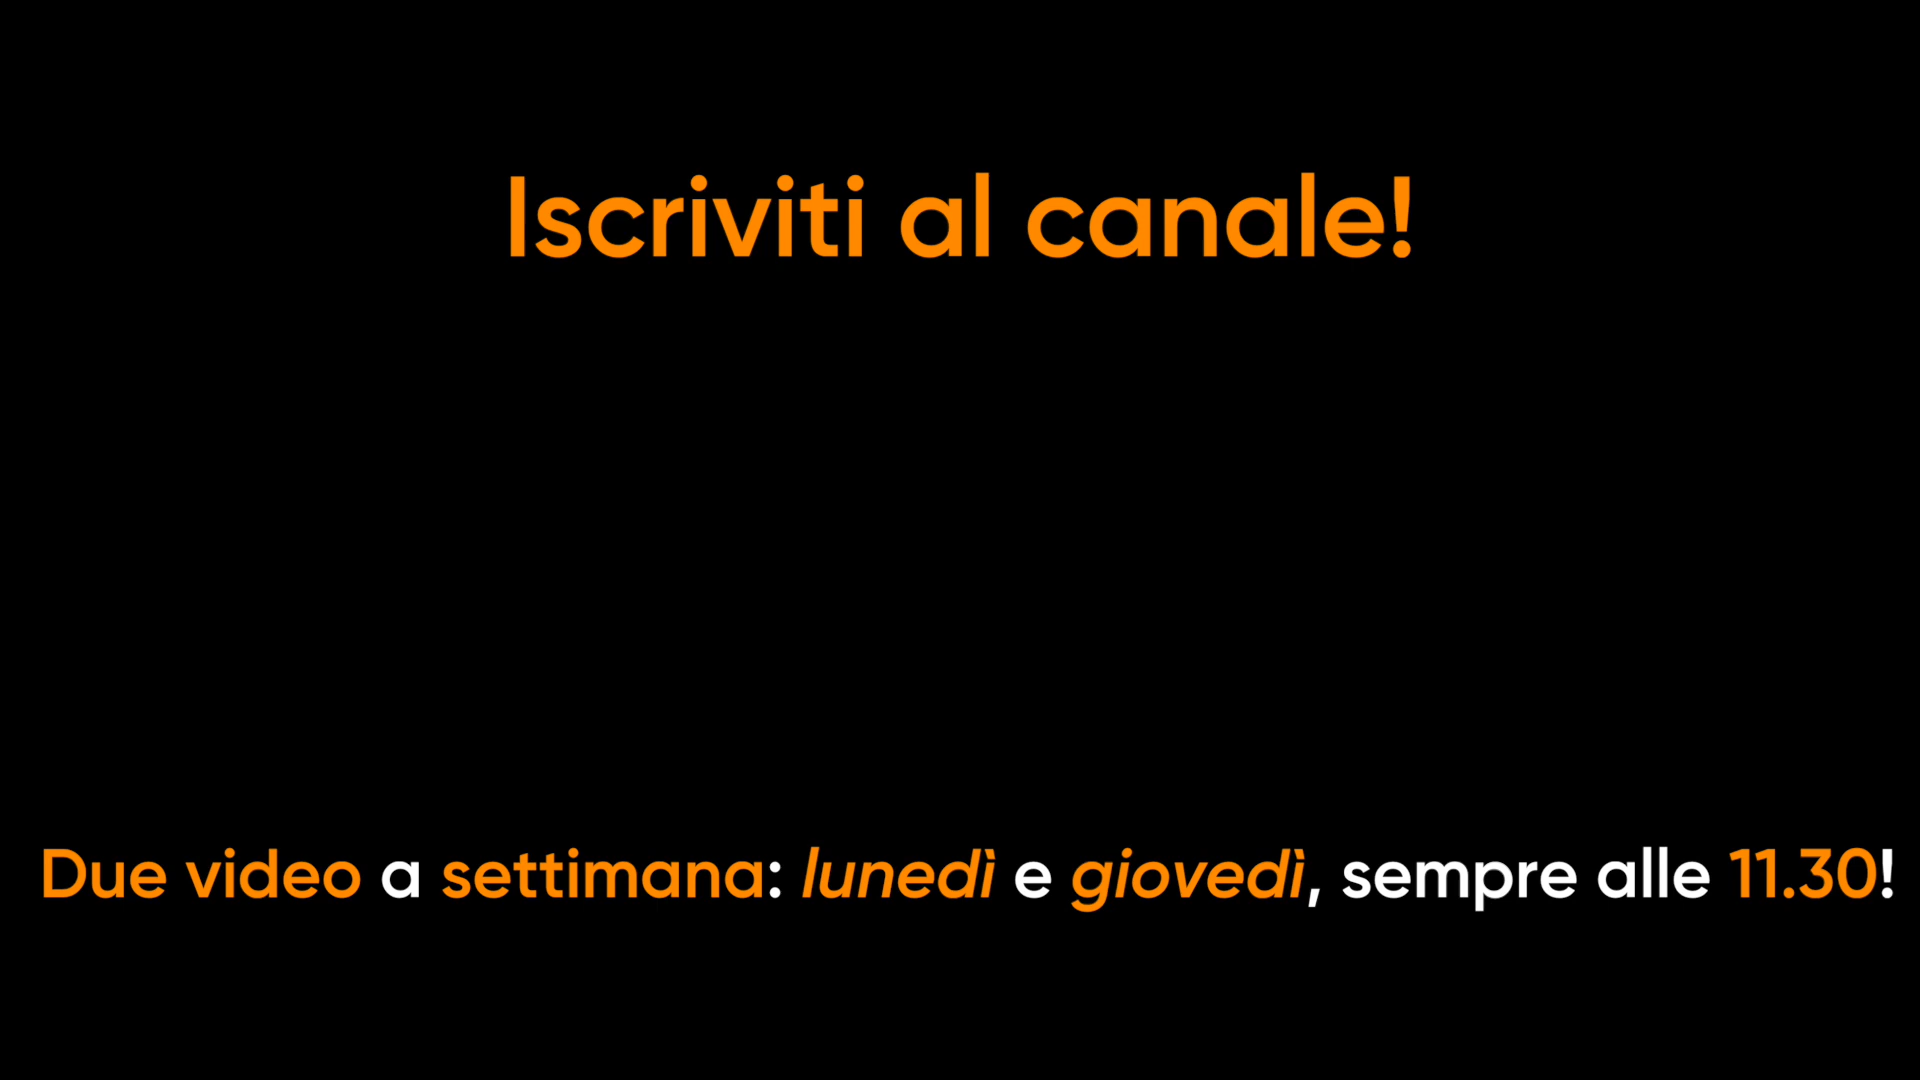 Iscriviti al canale!
Due video a settimana: lunedì e giovedì, sempre alle 11.30!